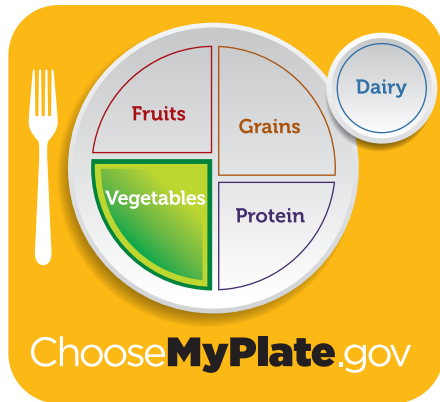 Dairy
Fruits
Grains
Vegetables
Protein
ChooseMyPlate.gov